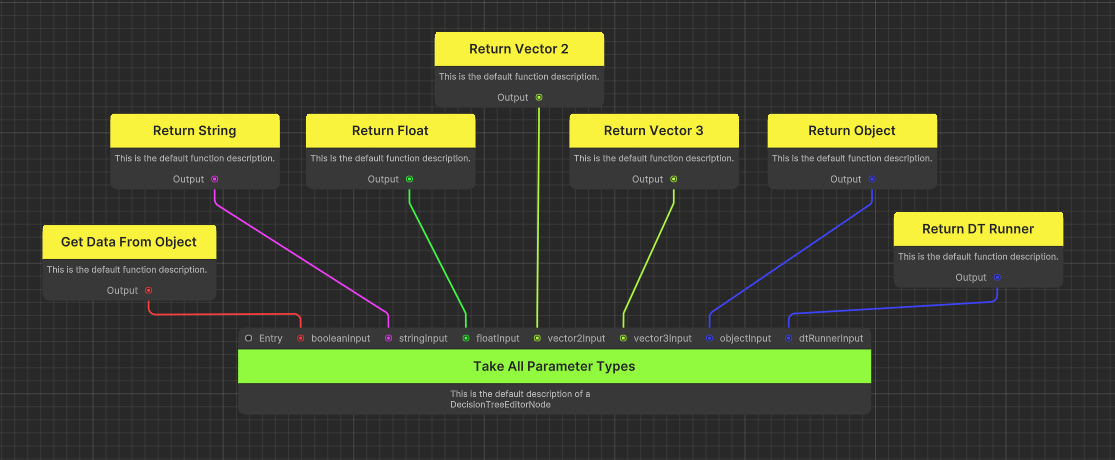 Return Vector 2
This is the default function description.
Output
Return String
This is the default function description.
Output
Return Float
This is the default function description.
Output
Return Vector 3
This is the default function description.
Output
Return Object
This is the default function description.
Output
Get Data From Object
This is the default function description.
Output
Return DT Runner
This is the default function description.
Output
Entry booleanInput stringInput floatInput vector2Input vector3Input objectInput dtRunnerInput
Take All Parameter Types
This is the default description of a
DecisionTreeEditorNode